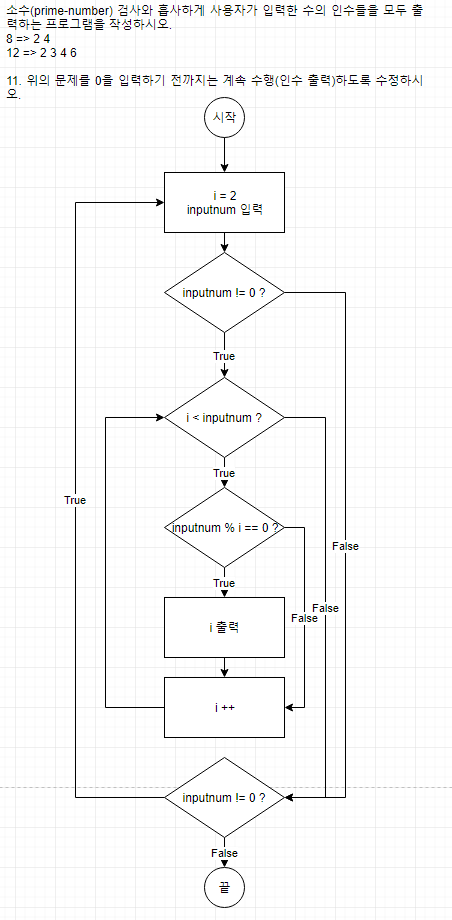 소수(prime-number) 검사와 흡사하게 사용자가 입력한 수의 인수들을 모두 출
력하는 프로그램을 작성하시오.
8 => 2 4
12 => 2 3 4 6
11. 위의 문제를 0을 입력하기 전까지는 계속 수행(인수 출력)하도록 수정하시
오.
시작
i = 2
inputnum 입력
inputnum != 0 ?
True
i < inputnum ?
True
True
inputnum % i == 0 ?
False
True
False
False
i 출력
i ++
inputnum != 0 ?
False
끝